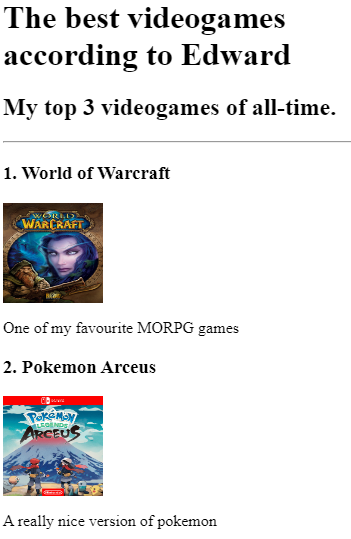 The best videogames
according to Edward
My top 3 videogames of all-time.
1. World of Warcraft
WORLD
WARCRAFT
One of my favourite MORPG games
2. Pokemon Arceus
POKéMON
LEGENDS
ARCEUS
Nintendo
A really nice version of pokemon